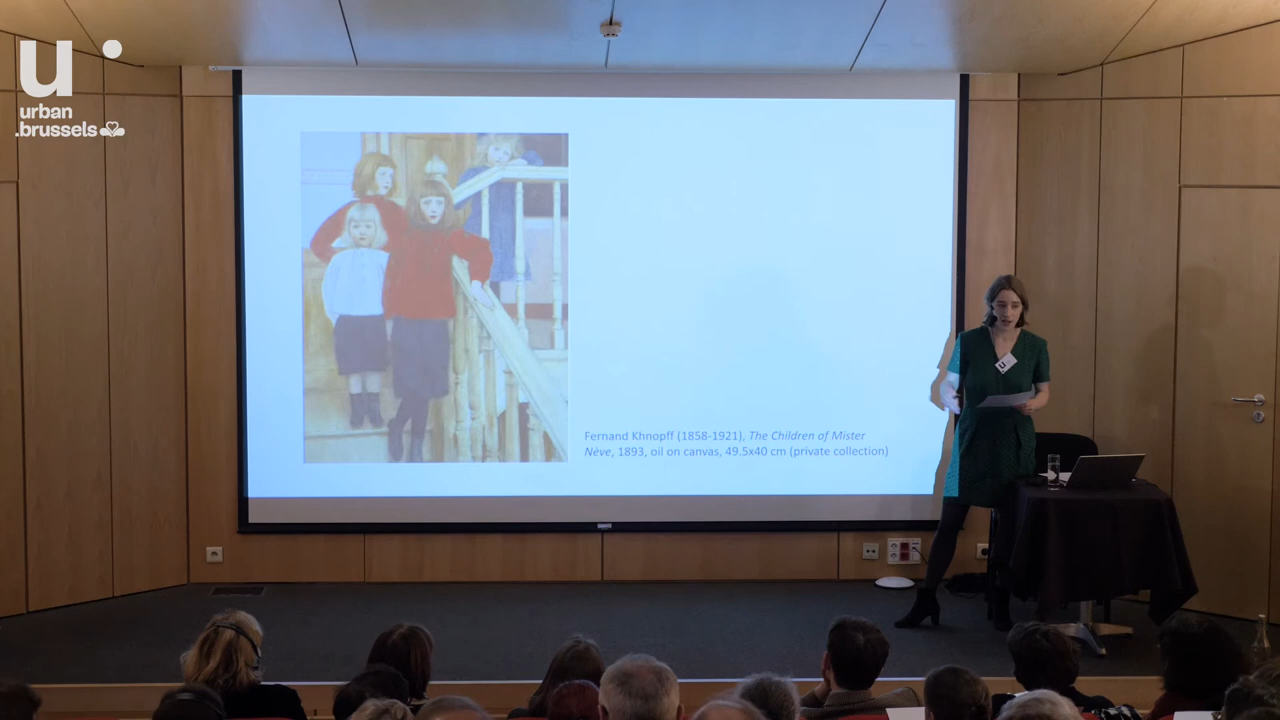 u
urban
.brussels
Fernand Khnopff (1858-1921), The Children of Mister
Nève, 1893, oil on canvas, 49.5x40 cm (private collection)
u